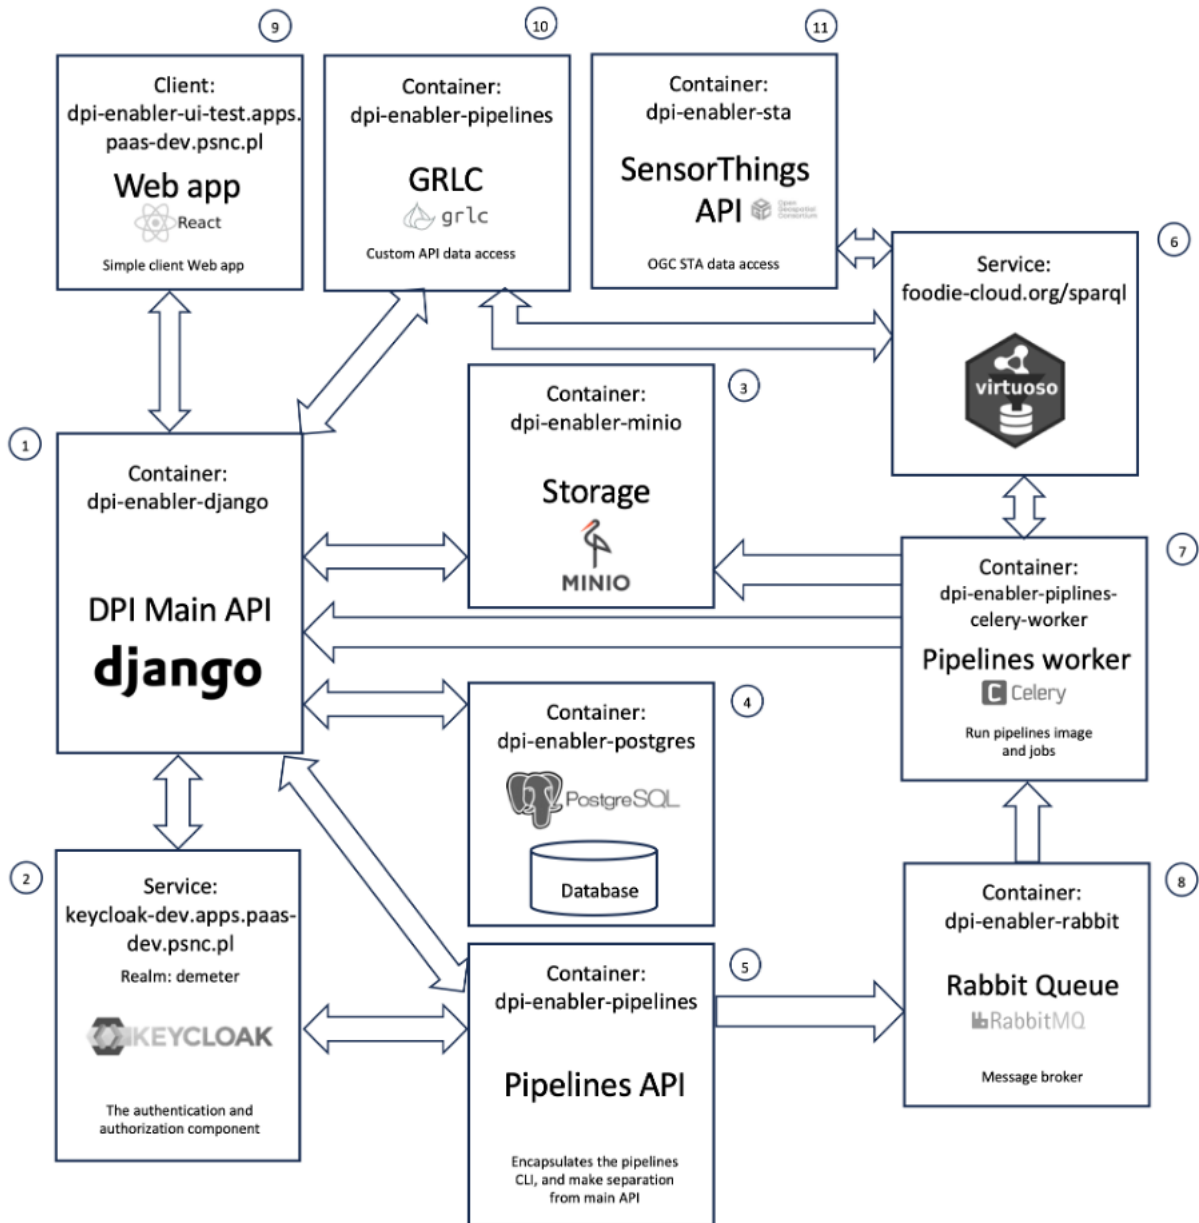 9
Client:
dpi-enabler-ui-test.apps.
paas-dev.psnc.pl
Web app
React
Simple client Web app
10
Container:
dpi-enabler-pipelines
GRLC
grlc
Custom API data access
11
Container:
dpi-enabler-sta
SensorThings
API
Open
Geospatial
Consortium
OGC STA data access
6
Service:
foodie-cloud.org/sparql
virtuoso
1
Container:
dpi-enabler-django
DPI Main API
django
3
Container:
dpi-enabler-minio
Storage
MINIO
7
Container:
dpi-enabler-piplines-
celery-worker
Pipelines worker
C Celery
Run pipelines image
and jobs
4
Container:
dpi-enabler-postgres
PostgreSQL
Database
2
Service:
keycloak-dev.apps.paas-
dev.psnc.pl
Realm: demeter
KEYCLOAK
The authentication and
authorization component
5
Container:
dpi-enabler-pipelines
Pipelines API
Encapsulates the pipelines
CLI, and make separation
from main API
8
Container:
dpi-enabler-rabbit
Rabbit Queue
RabbitMQ
Message broker